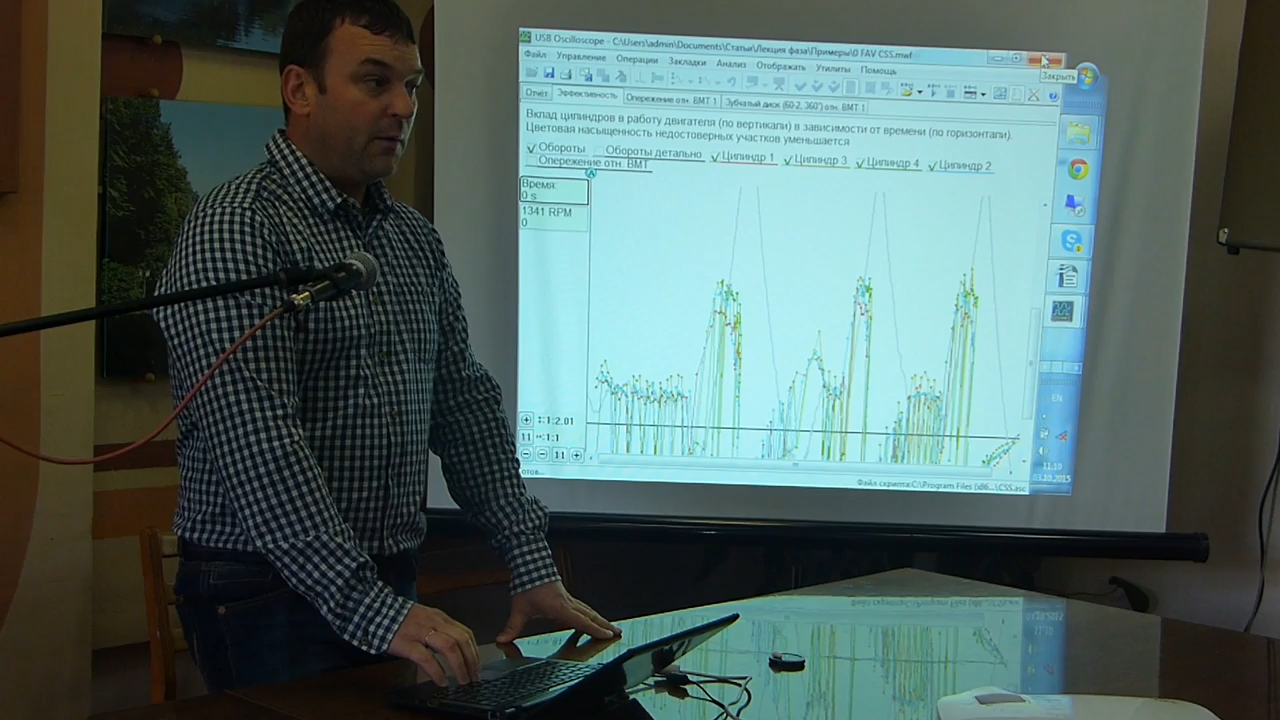 USB Oscilloscope - C:\Users\admin\Documents\Статьи\Лекция фаза\Примеры\0 FAV CSS.mwf
Файл Управление Операции Закладки Анализ Отображать Утилиты Помощь
Закрыть
Отчёт Эффективность Опережение отн. ВМТ 1 Зубчатый диск (60-2, 360°) отн. ВМТ 1
Вклад цилиндров в работу двигателя (по вертикали) в зависимости от времени (по горизонтали).
Цветовая насыщенность недостоверных участков уменьшается
Обороты Обороты детально Цилиндр 1 Цилиндр 3 Цилиндр 4 Цилиндр 2
Опережение отн. ВМТ
A
Время:
0 s
1341 RPM
0
1:2.01
11 1:1
11
EN
11:10
03.10.2015
Файл скрипта:C:\Program Files (x86...\CSS.asc